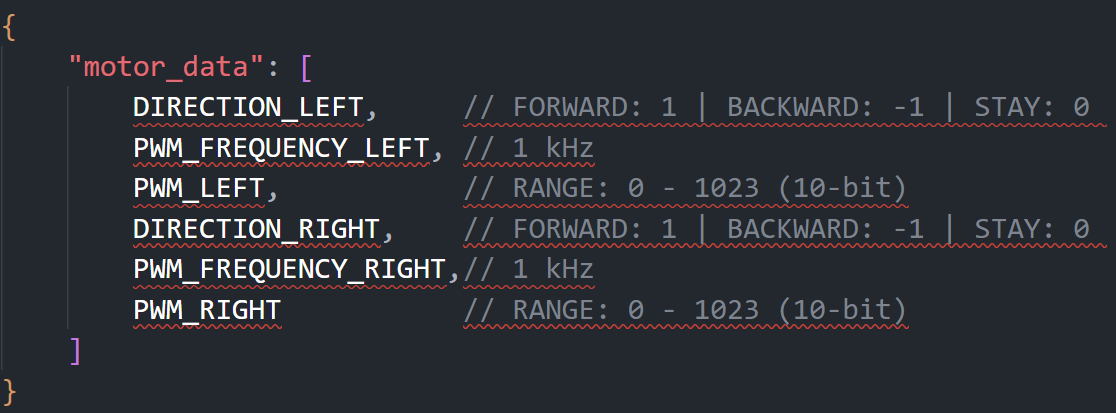 {
    "motor_data": [
        DIRECTION_LEFT,     // FORWARD: 1 | BACKWARD: -1 | STAY: 0
        PWM_FREQUENCY_LEFT, // 1 kHz
        PWM_LEFT,           // RANGE: 0 - 1023 (10-bit)
        DIRECTION_RIGHT,    // FORWARD: 1 | BACKWARD: -1 | STAY: 0
        PWM_FREQUENCY_RIGHT,// 1 kHz
        PWM_RIGHT           // RANGE: 0 - 1023 (10-bit)
    ]
}